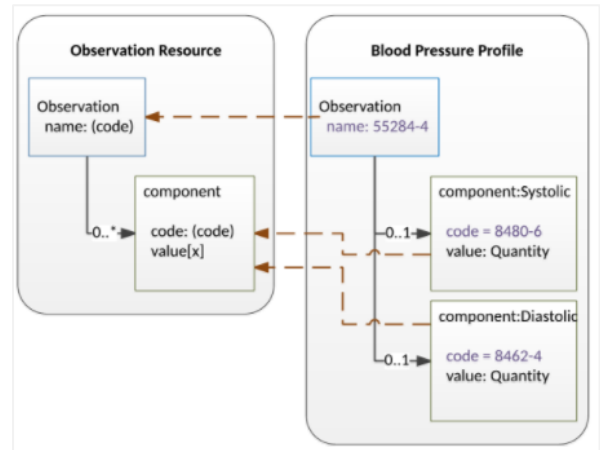 Observation Resource
Observation
name: (code)
0..*
component
code: (code)
value[x]
Blood Pressure Profile
Observation
name: 55284-4
0..1
component:Systolic
code = 8480-6
value: Quantity
0..1
component:Diastolic
code = 8462-4
value: Quantity